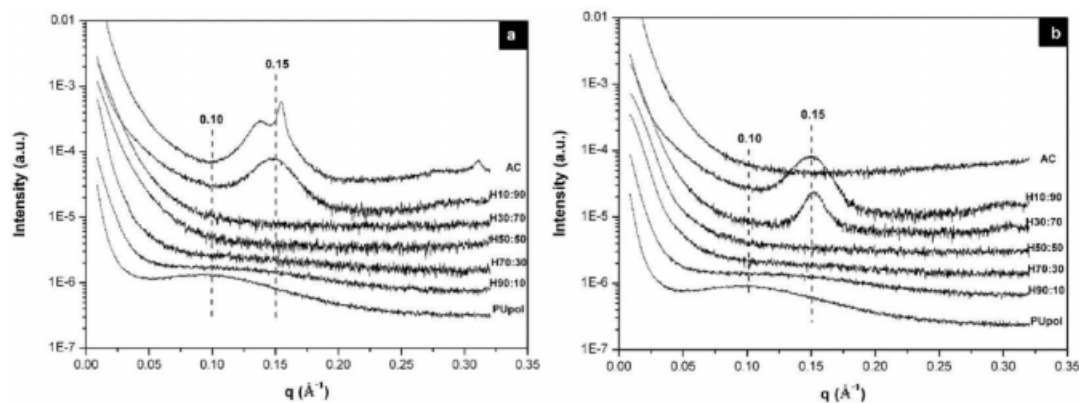 a
0.01
1E-3
1E-4
1E-5
1E-6
1E-7
Intensity (a.u.)
0.10
0.15
AC
H10:90
H30:70
H50:50
H70:30
H90:10
PUpol
0.00 0.05 0.10 0.15 0.20 0.25 0.30 0.35
q (Å⁻¹)
b
0.01
1E-3
1E-4
1E-5
1E-6
1E-7
Intensity (a.u.)
0.10
0.15
AC
H10:90
H30:70
H50:50
H70:30
H90:10
PUpol
0.00 0.05 0.10 0.15 0.20 0.25 0.30 0.35
q (Å⁻¹)